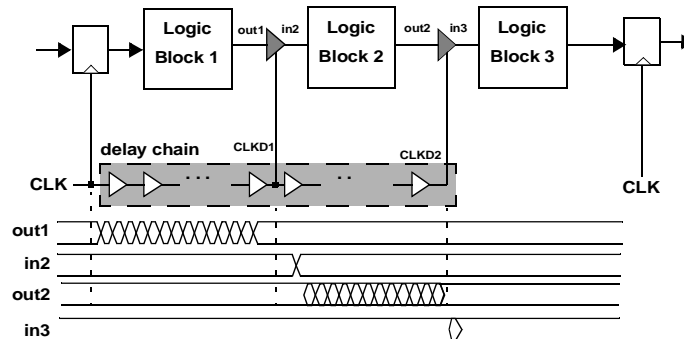 Logic
Block 1
out1
in2
Logic
Block 2
out2
in3
Logic
Block 3
delay chain
CLKD1
CLKD2
CLK
CLK
out1
in2
out2
in3